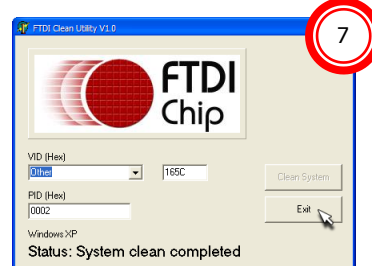 FTDI Clean Utility V1.0
7
FTDI
Chip
VID (Hex)
Other 165C
Clean System
PID (Hex)
0002
Exit
Windows XP
Status: System clean completed